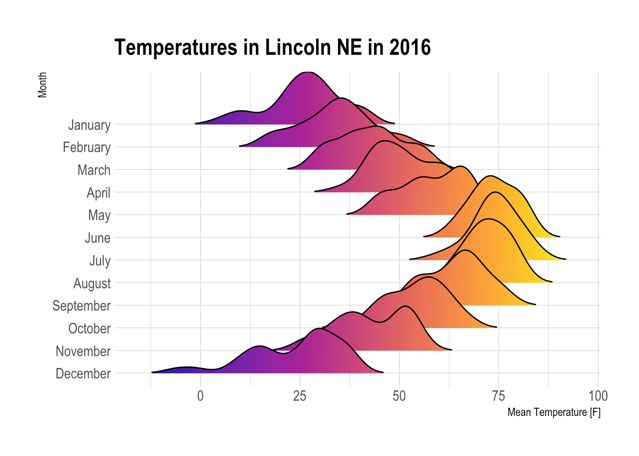 Temperatures in Lincoln NE in 2016
Month
January
February
March
April
May
June
July
August
September
October
November
December
0 25 50 75 100
Mean Temperature [F]